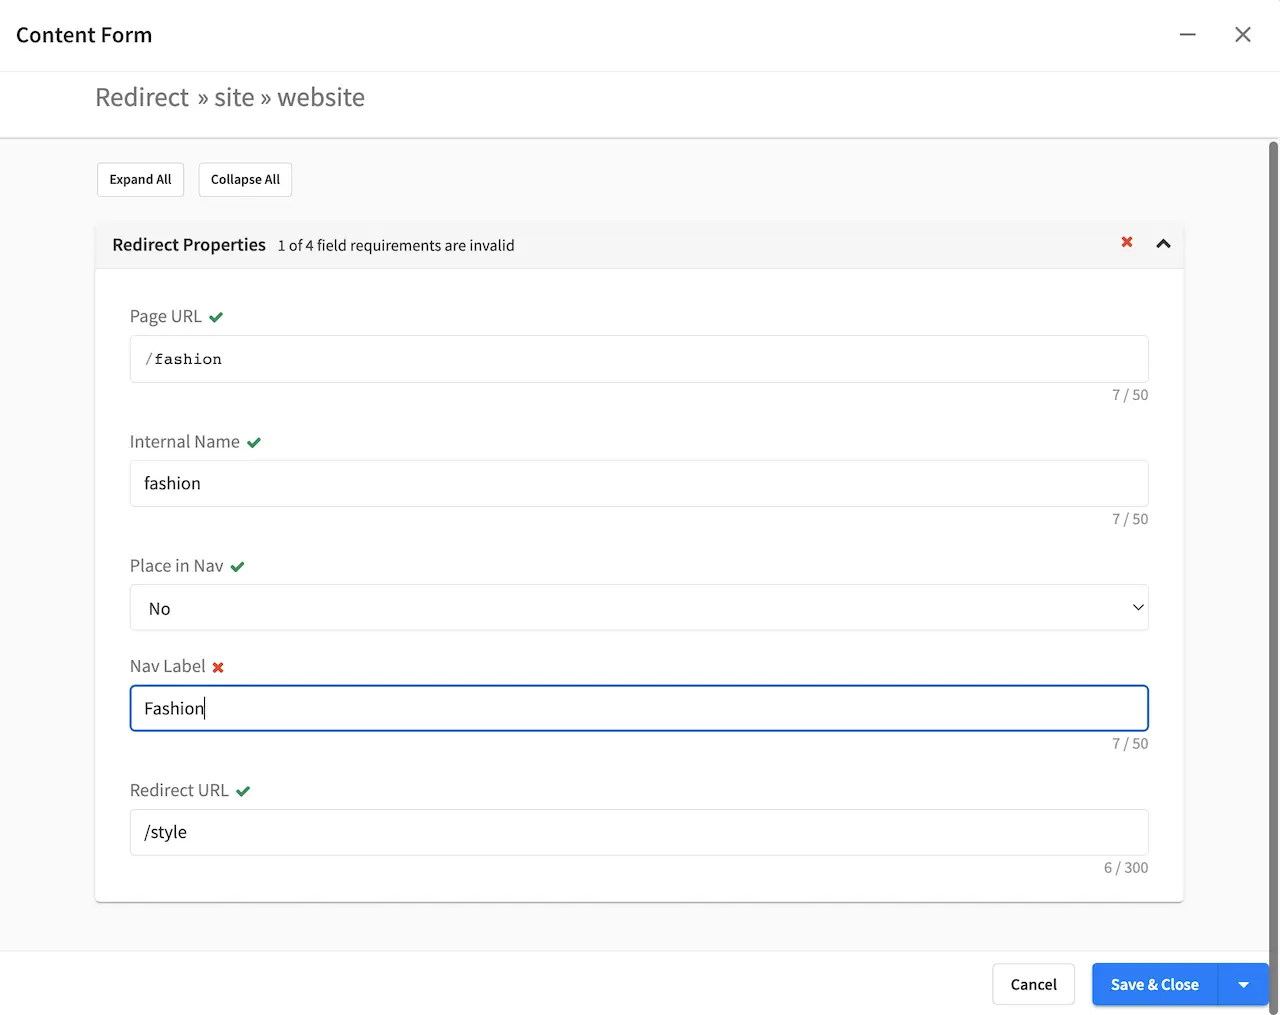 Content Form
Redirect » site » website
Expand All Collapse All
Redirect Properties 1 of 4 field requirements are invalid
Page URL
/fashion
7 / 50
Internal Name
fashion
7 / 50
Place in Nav
No
Nav Label
Fashion
7 / 50
Redirect URL
/style
6 / 300
Cancel Save & Close